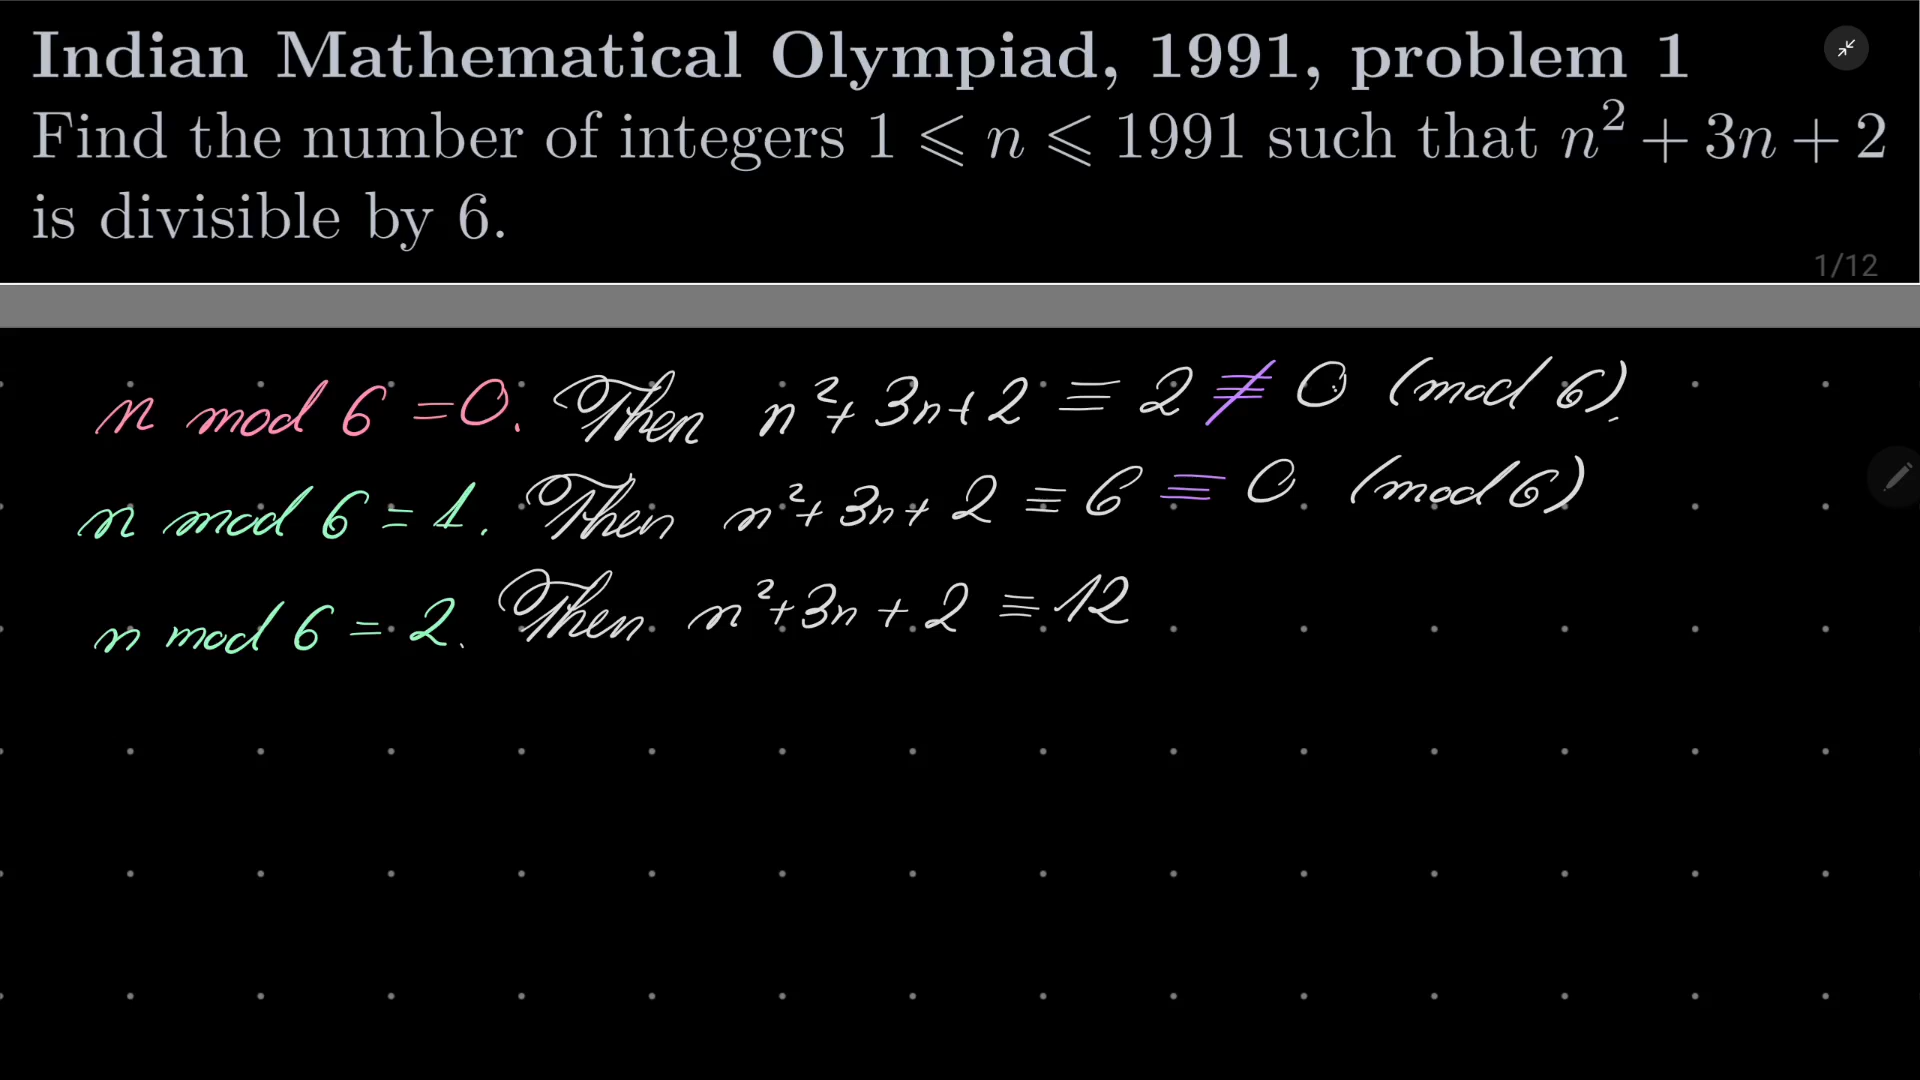 Indian Mathematical Olympiad, 1991, problem 1
Find the number of integers 1 ⩽ n ⩽ 1991 such that n² + 3n + 2
is divisible by 6.
1/12
n mod 6 = 0. Then n² + 3n + 2 ≡ 2 ≢ 0 (mod 6).
n mod 6 = 1. Then n² + 3n + 2 ≡ 6 ≡ 0 (mod 6)
n mod 6 = 2. Then n² + 3n + 2 ≡ 12